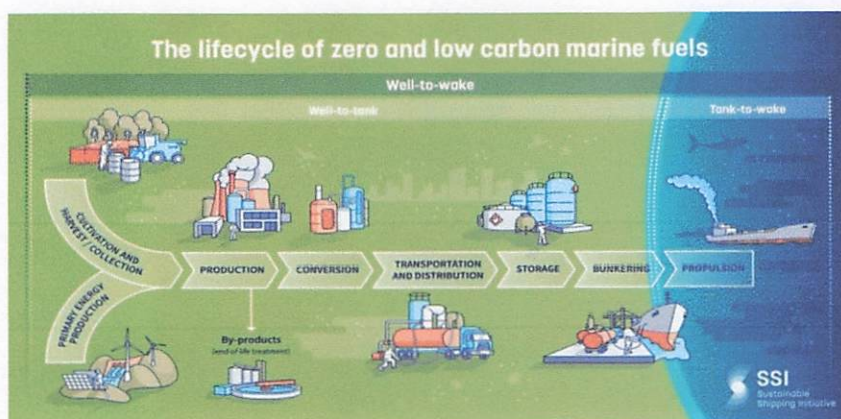 The lifecycle of zero and low carbon marine fuels
Well-to-wake
Well-to-tank
Tank-to-wake
CULTIVATION AND
HARVEST / COLLECTION
PRIMARY ENERGY
PRODUCTION
PRODUCTION
CONVERSION
TRANSPORTATION
AND DISTRIBUTION
STORAGE
BUNKERING
PROPULSION
By-products
(end-of-life treatment)
SSI
Sustainable
Shipping Initiative